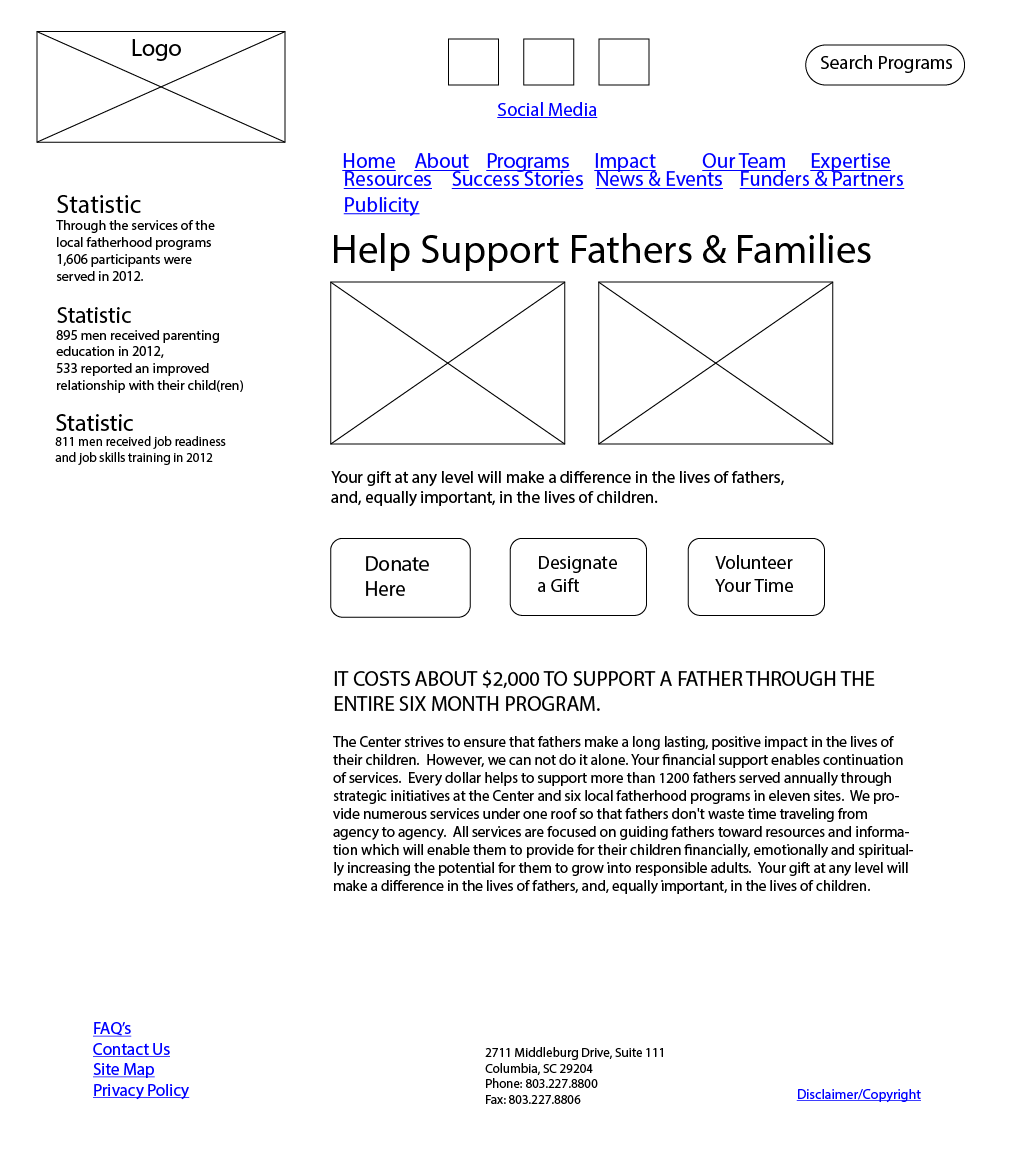 Logo
Search Programs
Social Media
Home About Programs Impact Our Team Expertise
Resources Success Stories News & Events Funders & Partners
Publicity
Statistic
Through the services of the
local fatherhood programs
1,606 participants were
served in 2012.
Statistic
895 men received parenting
education in 2012,
533 reported an improved
relationship with their child(ren)
Statistic
811 men received job readiness
and job skills training in 2012
Help Support Fathers & Families
Your gift at any level will make a difference in the lives of fathers,
and, equally important, in the lives of children.
Donate
Here
Designate
a Gift
Volunteer
Your Time
IT COSTS ABOUT $2,000 TO SUPPORT A FATHER THROUGH THE
ENTIRE SIX MONTH PROGRAM.
The Center strives to ensure that fathers make a long lasting, positive impact in the lives of
their children.  However, we can not do it alone. Your financial support enables continuation
of services.  Every dollar helps to support more than 1200 fathers served annually through
strategic initiatives at the Center and six local fatherhood programs in eleven sites.  We pro-
vide numerous services under one roof so that fathers don't waste time traveling from
agency to agency.  All services are focused on guiding fathers toward resources and informa-
tion which will enable them to provide for their children financially, emotionally and spiritual-
ly increasing the potential for them to grow into responsible adults.  Your gift at any level will
make a difference in the lives of fathers, and, equally important, in the lives of children.
FAQ's
Contact Us
Site Map
Privacy Policy
2711 Middleburg Drive, Suite 111
Columbia, SC 29204
Phone: 803.227.8800
Fax: 803.227.8806
Disclaimer/Copyright